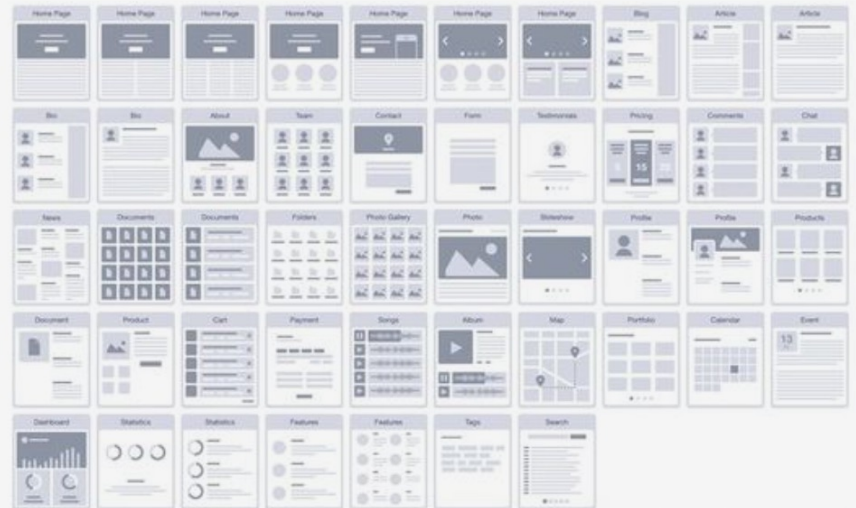 Home Page Home Page Home Page Home Page Home Page Home Page Home Page Blog Article Article
Bio Bio About Team Contact Form Testimonials Pricing Comments Chat
15
News Documents Documents Folders Photo Gallery Photo Slideshow Profile Profile Products
Document Product Cart Payment Songs Album Map Portfolio Calendar Event
13
Dashboard Statistics Statistics Features Features Tags Search